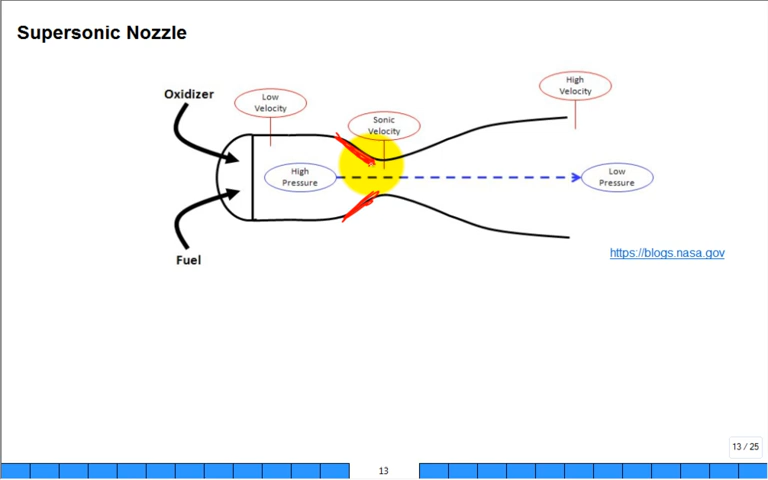 Supersonic Nozzle
Oxidizer
Low
Velocity
Sonic
Velocity
High
Velocity
High
Pressure
Low
Pressure
Fuel
https://blogs.nasa.gov
13 / 25
13